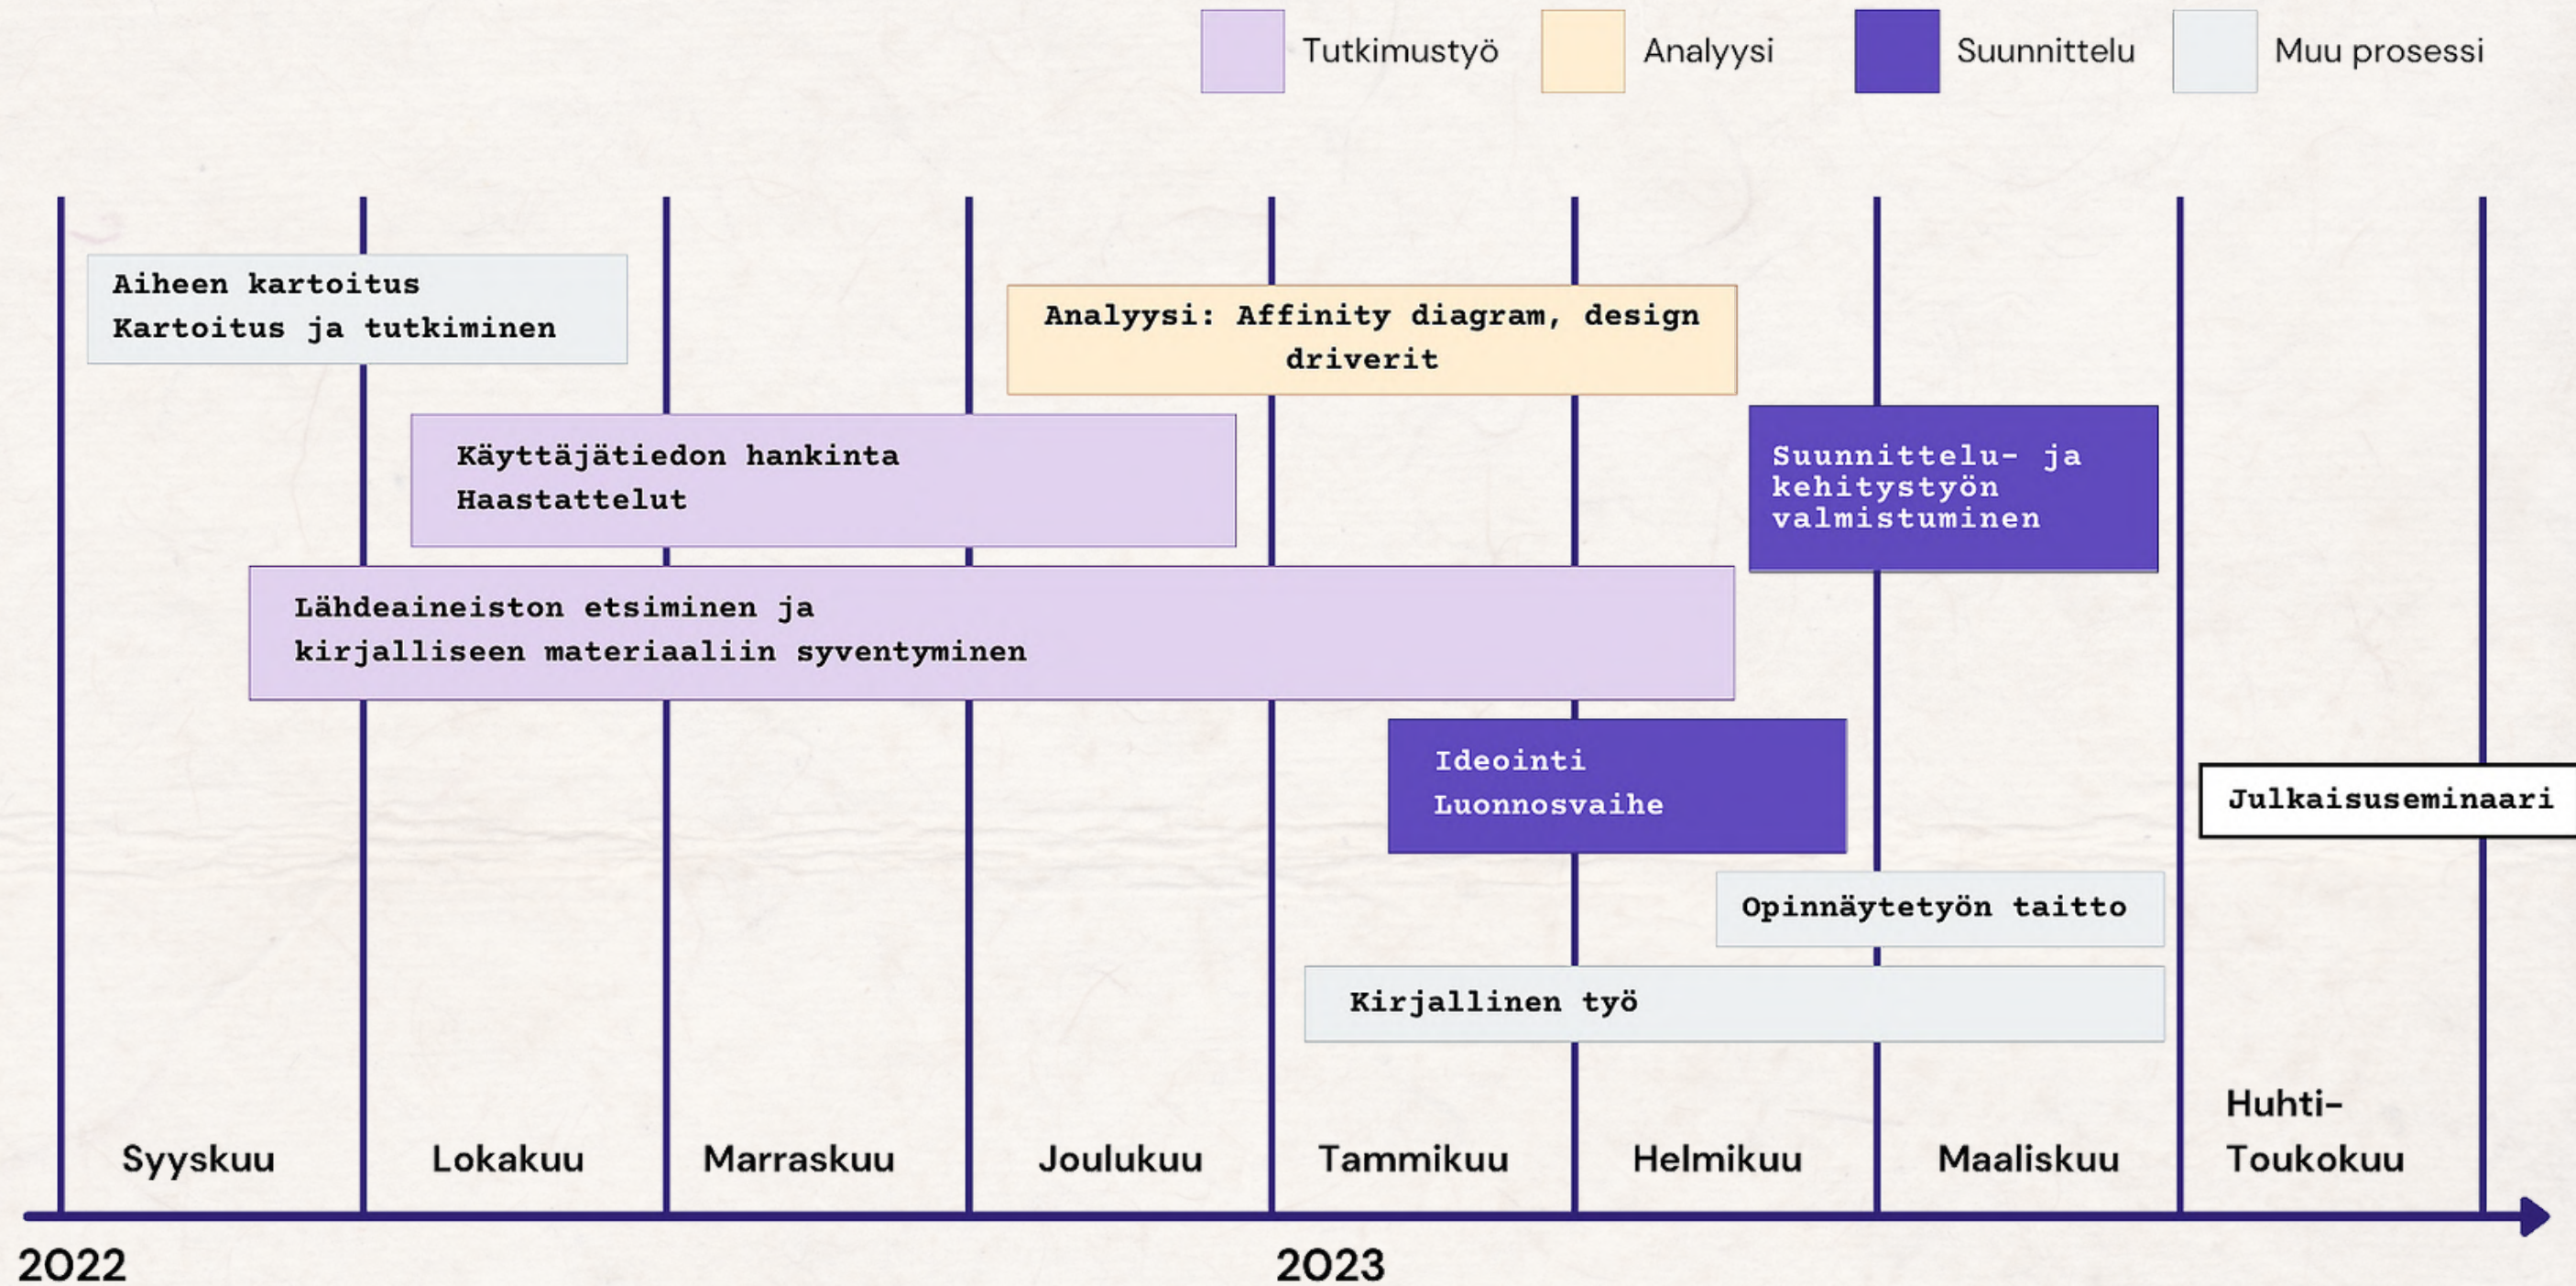 Tutkimustyö
Analyysi
Suunnittelu
Muu prosessi
Aiheen kartoitus
Kartoitus ja tutkiminen
Analyysi: Affinity diagram, design
driverit
Käyttäjätiedon hankinta
Haastattelut
Suunnittelu- ja
kehitystyön
valmistuminen
Lähdeaineiston etsiminen ja
kirjalliseen materiaaliin syventyminen
Ideointi
Luonnosvaihe
Julkaisuseminaari
Opinnäytetyön taitto
Kirjallinen työ
Syyskuu
Lokakuu
Marraskuu
Joulukuu
Tammikuu
Helmikuu
Maaliskuu
Huhti-
Toukokuu
2022
2023